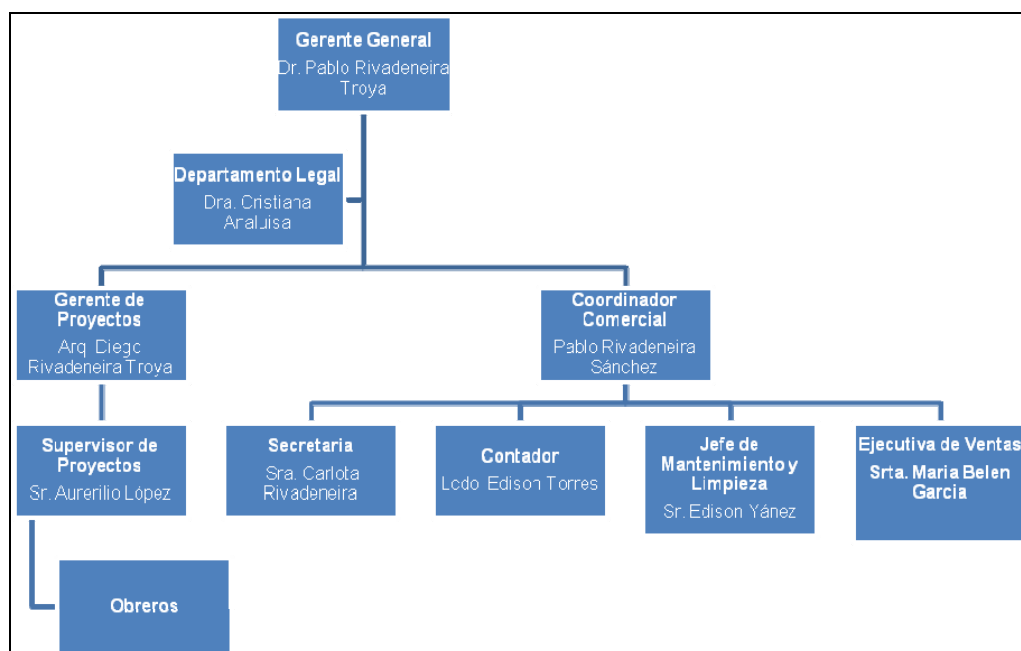 Gerente General
Dr. Pablo Rivadeneira
Troya
Departamento Legal
Dra. Cristiana
Analuisa
Gerente de
Proyectos
Arq. Diego
Rivadeneira Troya
Coordinador
Comercial
Pablo Rivadeneira
Sánchez
Supervisor de
Proyectos
Sr. Aurerilio López
Secretaria
Sra. Carlota
Rivadeneira
Contador
Lcdo. Edison Torres
Jefe de
Mantenimiento y
Limpieza
Sr. Edison Yánez
Ejecutiva de Ventas
Srta. Maria Belen
Garcia
Obreros